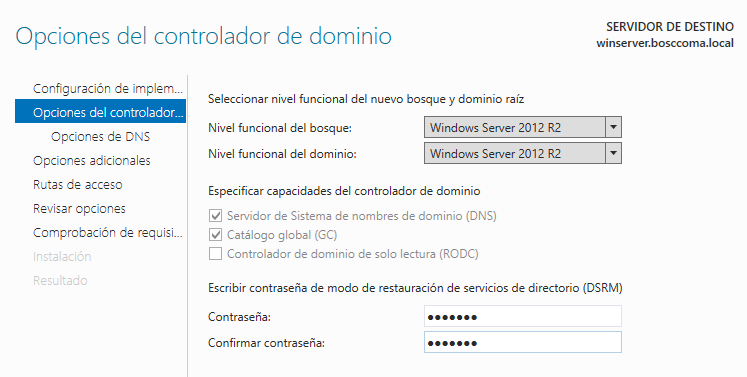 Opciones del controlador de dominio
SERVIDOR DE DESTINO
winserver.bosccoma.local
Configuración de implem...
Opciones del controlador...
Opciones de DNS
Opciones adicionales
Rutas de acceso
Revisar opciones
Comprobación de requisi...
Instalación
Resultado
Seleccionar nivel funcional del nuevo bosque y dominio raíz
Nivel funcional del bosque: Windows Server 2012 R2
Nivel funcional del dominio: Windows Server 2012 R2
Especificar capacidades del controlador de dominio
Servidor de Sistema de nombres de dominio (DNS)
Catálogo global (GC)
Controlador de dominio de solo lectura (RODC)
Escribir contraseña de modo de restauración de servicios de directorio (DSRM)
Contraseña: •••••••
Confirmar contraseña: •••••••